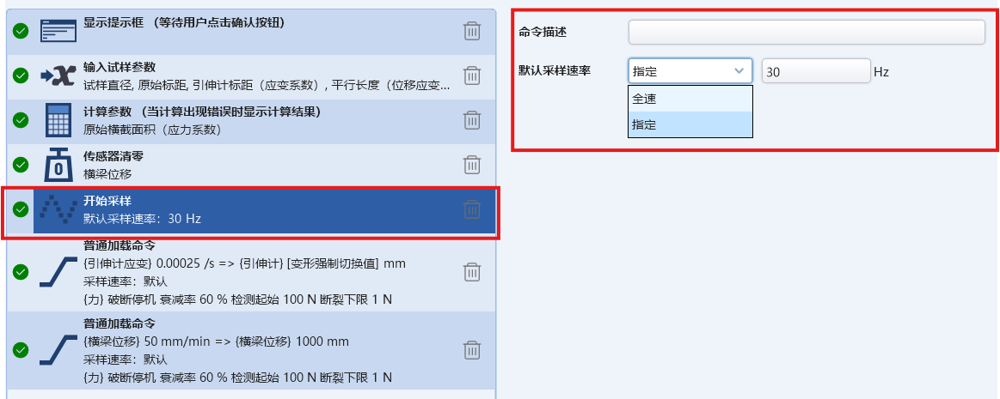 显示提示框 （等待用户点击确认按钮）
输入试样参数
试样直径, 原始标距, 引伸计标距（应变系数）, 平行长度（位移应变...
计算参数 （当计算出现错误时显示计算结果）
原始横截面积（应力系数）
0
传感器清零
横梁位移
开始采样
默认采样速率：30 Hz
普通加载命令
{引伸计应变} 0.00025 /s => {引伸计} [变形强制切换值] mm
采样速率：默认
{力} 破断停机 衰减率 60 % 检测起始 100 N 断裂下限 1 N
普通加载命令
{横梁位移} 50 mm/min => {横梁位移} 1000 mm
采样速率：默认
{力} 破断停机 衰减率 60 % 检测起始 100 N 断裂下限 1 N
命令描述
默认采样速率 指定 30 Hz
全速
指定